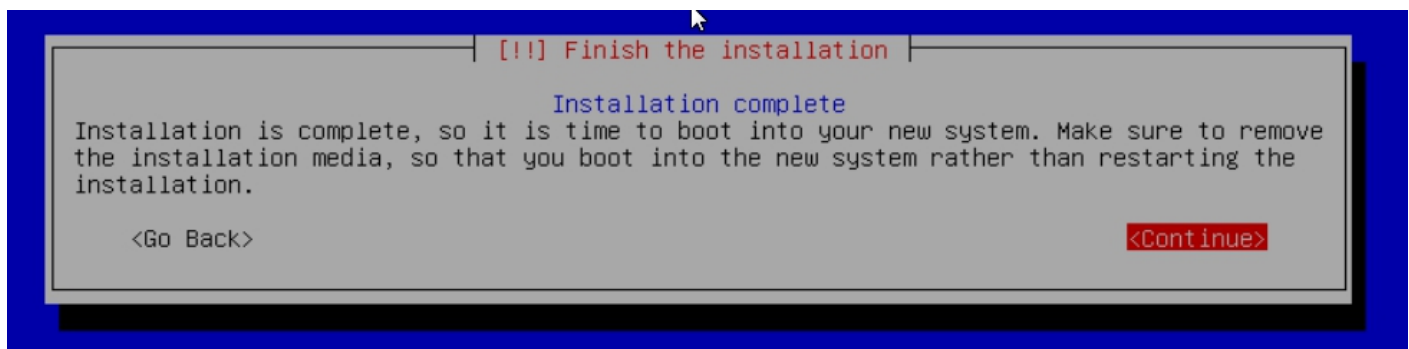 [!!] Finish the installation
Installation complete
Installation is complete, so it is time to boot into your new system. Make sure to remove
the installation media, so that you boot into the new system rather than restarting the
installation.
<Go Back> <Continue>